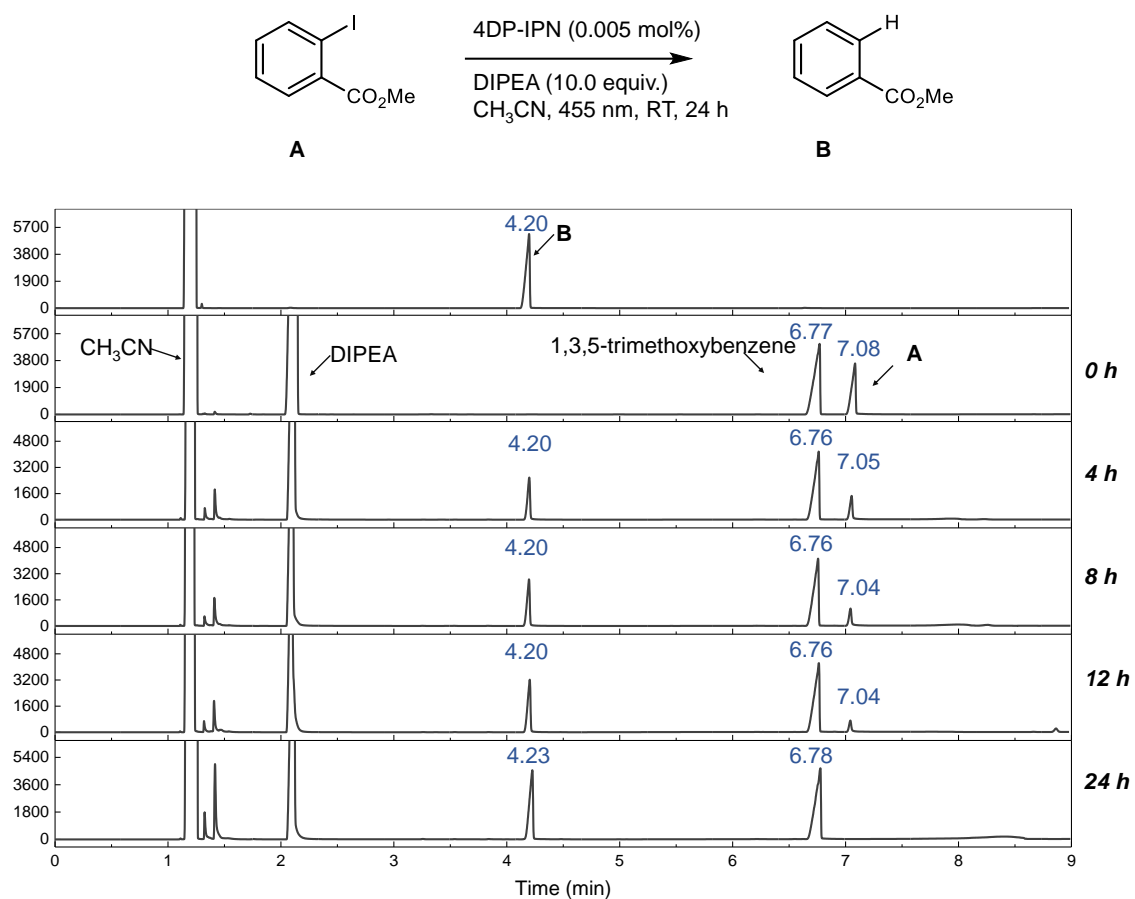 I
CO₂Me
A
4DP-IPN (0.005 mol%)
DIPEA (10.0 equiv.)
CH₃CN, 455 nm, RT, 24 h
H
CO₂Me
B
5700
3800
1900
0
4.20
B
5700
3800
1900
0
CH₃CN
DIPEA
1,3,5-trimethoxybenzene
6.77
7.08
A
0 h
4800
3200
1600
0
4.20
6.76
7.05
4 h
4800
3200
1600
0
4.20
6.76
7.04
8 h
4800
3200
1600
0
4.20
6.76
7.04
12 h
5400
3600
1800
0
4.23
6.78
24 h
0 1 2 3 4 5 6 7 8 9
Time (min)